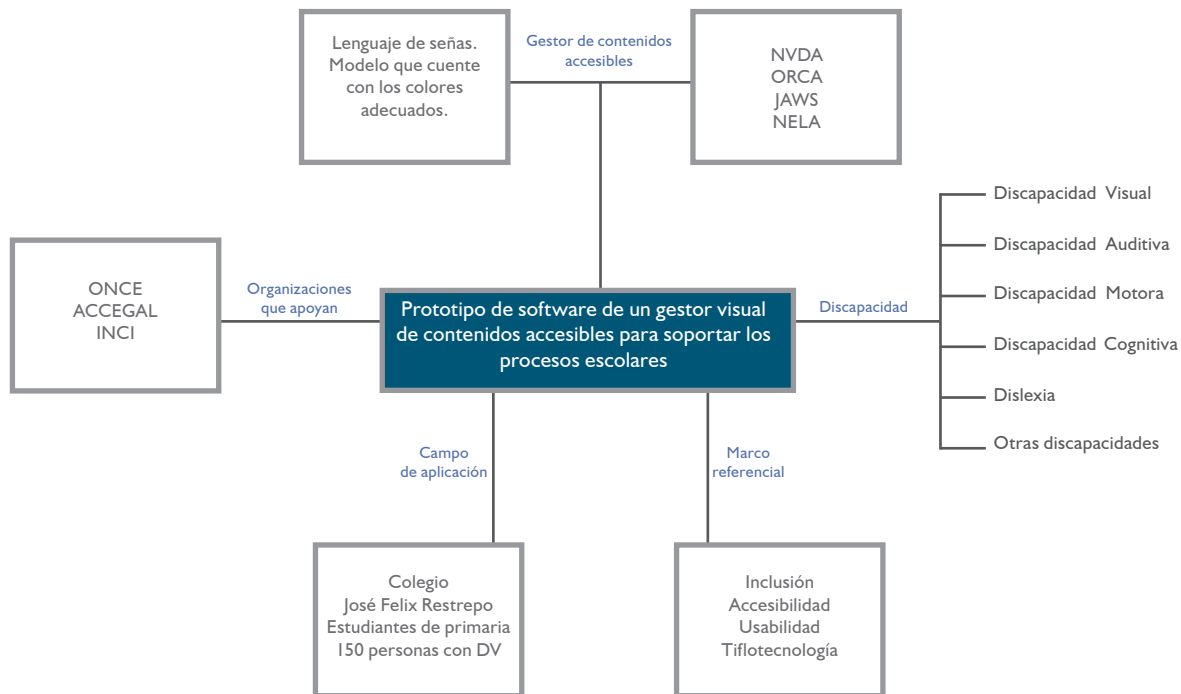 Lenguaje de señas.
Modelo que cuente
con los colores
adecuados.
Gestor de contenidos
accesibles
NVDA
ORCA
JAWS
NELA
ONCE
ACCEGAL
INCI
Organizaciones
que apoyan
Prototipo de software de un gestor visual
de contenidos accesibles para soportar los
procesos escolares
Discapacidad
Discapacidad Visual
Discapacidad Auditiva
Discapacidad Motora
Discapacidad Cognitiva
Dislexia
Otras discapacidades
Campo
de aplicación
Marco
referencial
Colegio
José Felix Restrepo
Estudiantes de primaria
150 personas con DV
Inclusión
Accesibilidad
Usabilidad
Tiflotecnología